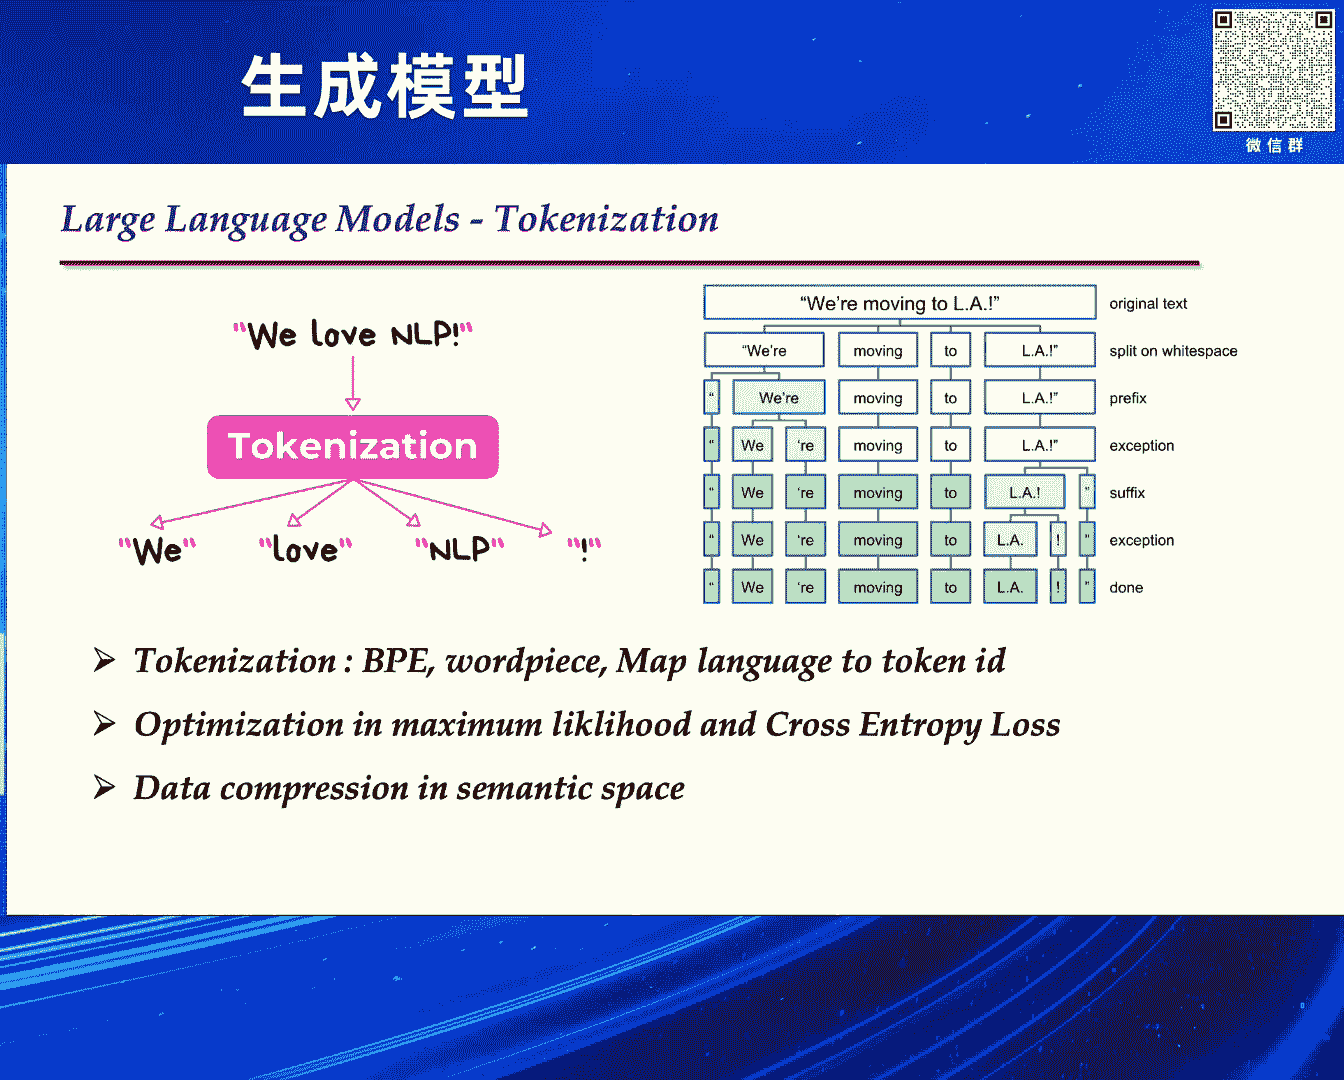 生成模型
微信群
Large Language Models - Tokenization
"We love NLP!"
Tokenization
"We" "love" "NLP" "!"
“We’re moving to L.A.!” original text
“We’re moving to L.A.!” split on whitespace
“ We’re moving to L.A.!” prefix
“ We ’re moving to L.A.!” exception
“ We ’re moving to L.A.! ” suffix
“ We ’re moving to L.A. ! ” exception
“ We ’re moving to L.A. ! ” done
➢ Tokenization : BPE, wordpiece, Map language to token id
➢ Optimization in maximum liklihood and Cross Entropy Loss
➢ Data compression in semantic space